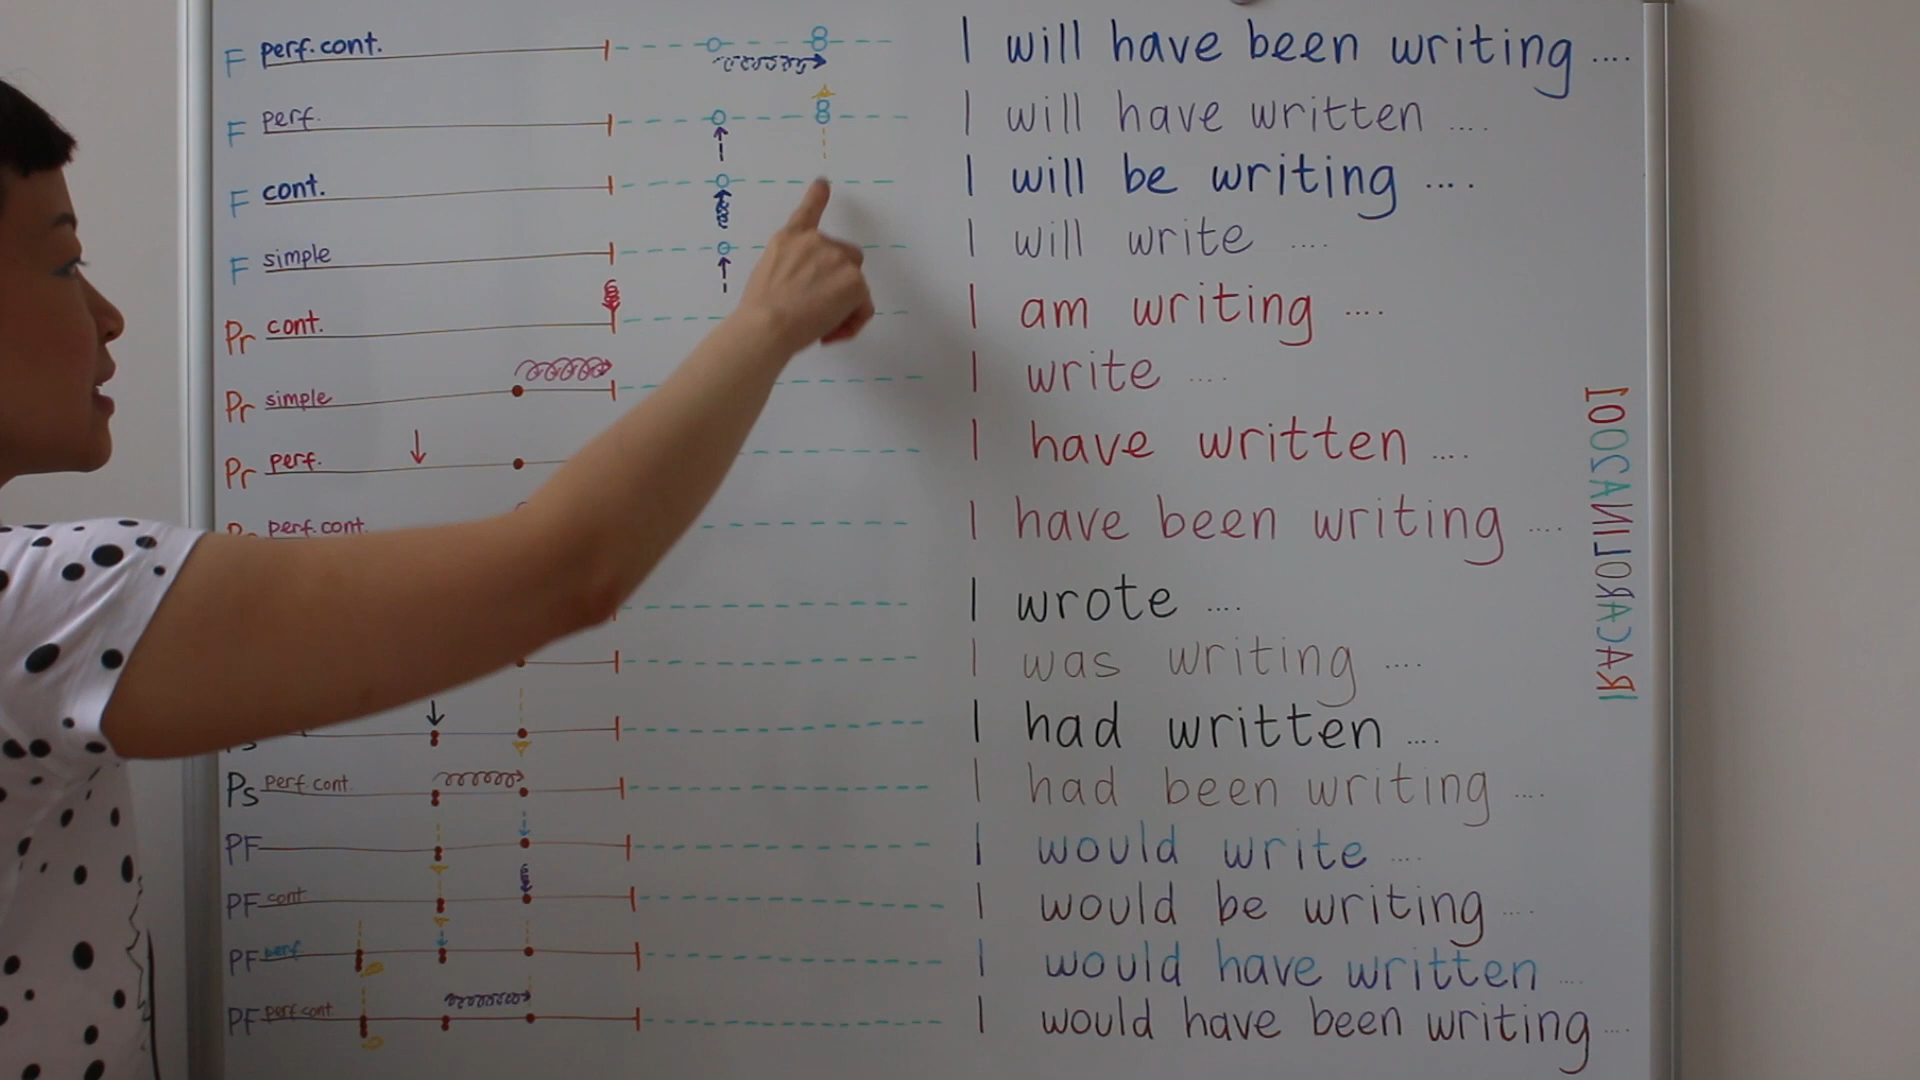 F perf. cont. I will have been writing ....
F perf. I will have written ....
F cont. I will be writing ....
F simple I will write ....
Pr cont. I am writing ....
Pr simple I write ....
Pr perf. I have written ....
perf. cont. I have been writing ....
I wrote ....
I was writing ....
I had written ....
Ps perf. cont. I had been writing ....
PF I would write ....
PF cont. I would be writing ....
PF perf. I would have written ....
PF perf. cont. I would have been writing ....